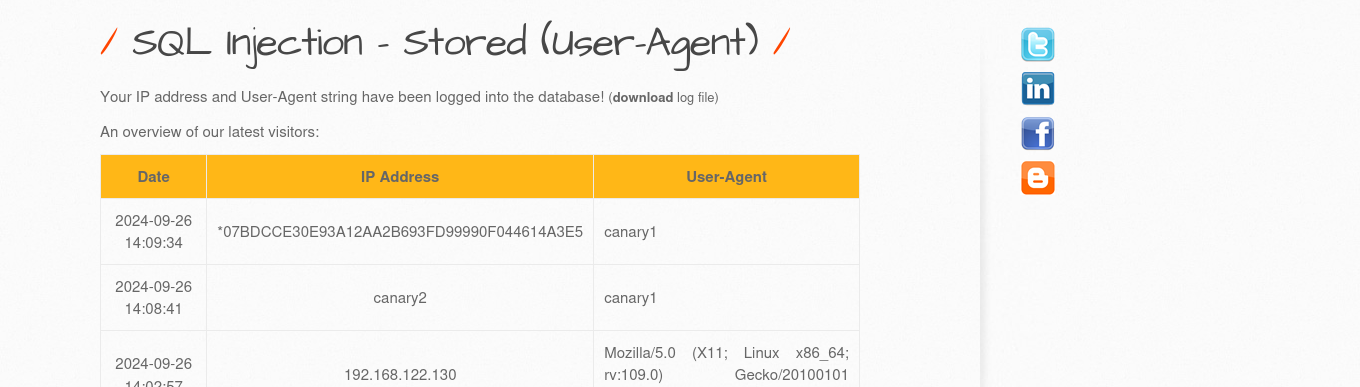 / SQL Injection - Stored (User-Agent) /
Your IP address and User-Agent string have been logged into the database! (download log file)
An overview of our latest visitors:
Date IP Address User-Agent
2024-09-26
14:09:34
*07BDCCE30E93A12AA2B693FD99990F044614A3E5 canary1
2024-09-26
14:08:41
canary2 canary1
2024-09-26
14:02:57
192.168.122.130
Mozilla/5.0 (X11; Linux x86_64;
rv:109.0) Gecko/20100101
t
in
f
B